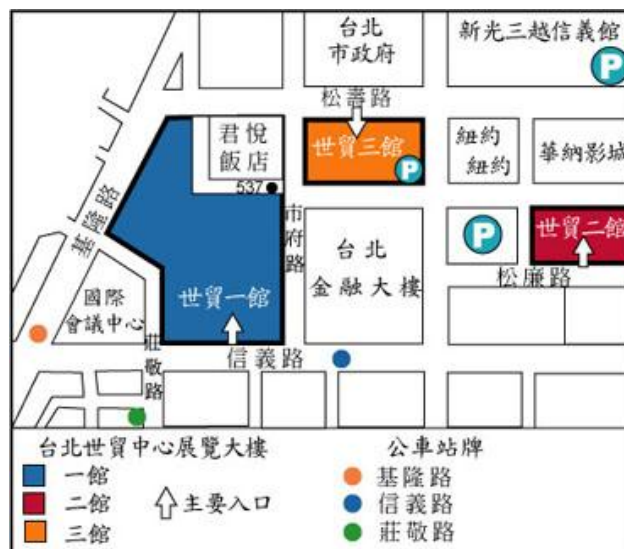 台北
市政府
新光三越信義館
P
松壽路
君悅
飯店
537
世貿三館
P
紐約
紐約
華納影城
基隆路
市府路
台北
金融大樓
P
世貿二館
松廉路
國際
會議中心
世貿一館
莊敬路
信義路
台北世貿中心展覽大樓
一館
二館
三館
主要入口
公車站牌
基隆路
信義路
莊敬路